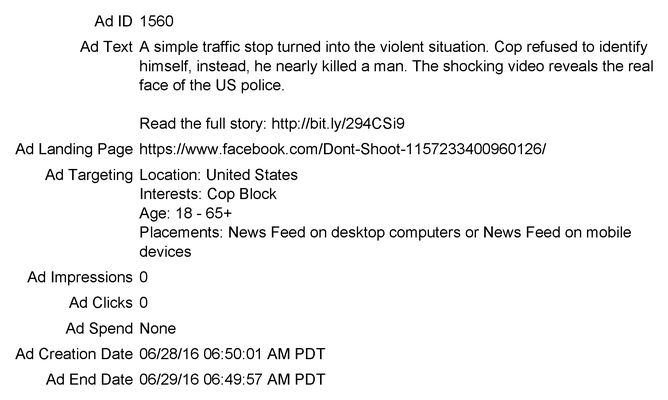 Ad ID 1560
Ad Text A simple traffic stop turned into the violent situation. Cop refused to identify
himself, instead, he nearly killed a man. The shocking video reveals the real
face of the US police.
Read the full story: http://bit.ly/294CSi9
Ad Landing Page https://www.facebook.com/Dont-Shoot-1157233400960126/
Ad Targeting Location: United States
Interests: Cop Block
Age: 18 - 65+
Placements: News Feed on desktop computers or News Feed on mobile
devices
Ad Impressions 0
Ad Clicks 0
Ad Spend None
Ad Creation Date 06/28/16 06:50:01 AM PDT
Ad End Date 06/29/16 06:49:57 AM PDT